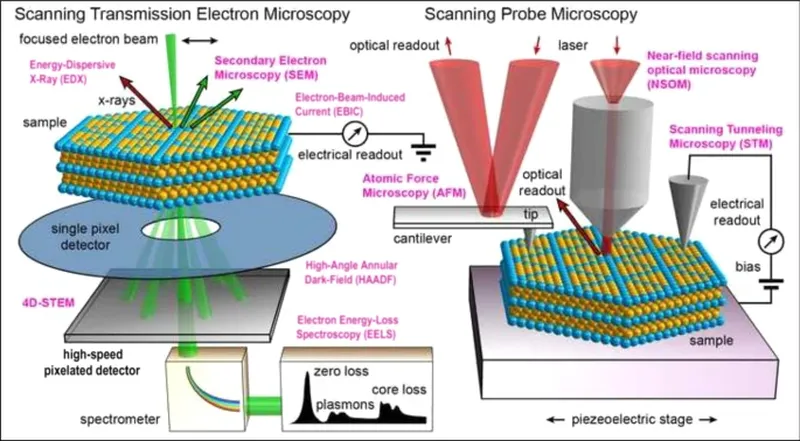 Scanning Transmission Electron Microscopy
focused electron beam
Energy-Dispersive
X-Ray (EDX)
Secondary Electron
Microscopy (SEM)
x-rays
sample
Electron-Beam-Induced
Current (EBIC)
electrical readout
single pixel
detector
High-Angle Annular
Dark-Field (HAADF)
4D-STEM
high-speed
pixelated detector
Electron Energy-Loss
Spectroscopy (EELS)
spectrometer
zero loss
plasmons
core loss
Scanning Probe Microscopy
optical readout
laser
Near-field scanning
optical microscopy
(NSOM)
Scanning Tunneling
Microscopy (STM)
Atomic Force
Microscopy (AFM)
optical
readout
tip
cantilever
electrical
readout
bias
sample
piezoelectric stage